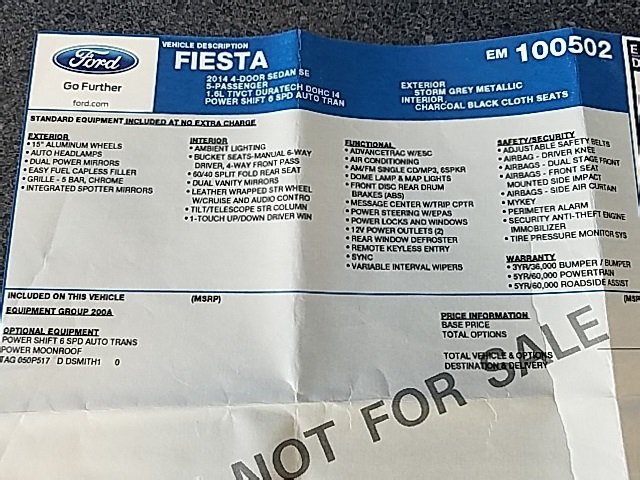 Ford
Go Further
ford.com
VEHICLE DESCRIPTION
FIESTA
2014 4-DOOR SEDAN SE
5-PASSENGER
1.6L TIVCT DURATECH DOHC I4
POWER SHIFT 6 SPD AUTO TRAN
EM 100502
EXTERIOR
STORM GREY METALLIC
INTERIOR
CHARCOAL BLACK CLOTH SEATS
STANDARD EQUIPMENT INCLUDED AT NO EXTRA CHARGE
EXTERIOR
• 15" ALUMINUM WHEELS
• AUTO HEADLAMPS
• DUAL POWER MIRRORS
• EASY FUEL CAPLESS FILLER
• GRILLE - 5 BAR, CHROME
• INTEGRATED SPOTTER MIRRORS
INTERIOR
• AMBIENT LIGHTING
• BUCKET SEATS-MANUAL 6-WAY
DRIVER, 4-WAY FRONT PASS
• 60/40 SPLIT FOLD REAR SEAT
• DUAL VANITY MIRRORS
• LEATHER WRAPPED STR WHEEL
W/CRUISE AND AUDIO CONTRO
• TILT/TELESCOPE STR COLUMN
• 1-TOUCH UP/DOWN DRIVER WIN
FUNCTIONAL
• ADVANCETRAC W/ESC
• AIR CONDITIONING
• AM/FM SINGLE CD/MP3, 6SPKR
• DOME LAMP & MAP LIGHTS
• FRONT DISC REAR DRUM
BRAKES (ABS)
• MESSAGE CENTER W/TRIP CPTR
• POWER STEERING W/EPAS
• POWER LOCKS AND WINDOWS
• 12V POWER OUTLETS (2)
• REAR WINDOW DEFROSTER
• REMOTE KEYLESS ENTRY
• SYNC
• VARIABLE INTERVAL WIPERS
SAFETY/SECURITY
• ADJUSTABLE SAFETY BELTS
• AIRBAG - DRIVER KNEE
• AIRBAGS - DUAL STAGE FRONT
• AIRBAGS - FRONT SEAT
MOUNTED SIDE IMPACT
• AIRBAGS - SIDE AIR CURTAN
• MYKEY
• PERIMETER ALARM
• SECURITY ANTI-THEFT ENGINE
IMMOBILIZER
• TIRE PRESSURE MONITOR SYS
WARRANTY
• 3YR/36,000 BUMPER / BUMPER
• 5YR/60,000 POWERTRAIN
• 5YR/60,000 ROADSIDE ASSIST
INCLUDED ON THIS VEHICLE
(MSRP)
EQUIPMENT GROUP 200A
OPTIONAL EQUIPMENT
POWER SHIFT 6 SPD AUTO TRANS
POWER MOONROOF
TAG 050P517 D DSMITH1 0
PRICE INFORMATION
(MSRP)
BASE PRICE
TOTAL OPTIONS
TOTAL VEHICLE & OPTIONS
DESTINATION & DELIVERY
NOT FOR SALE